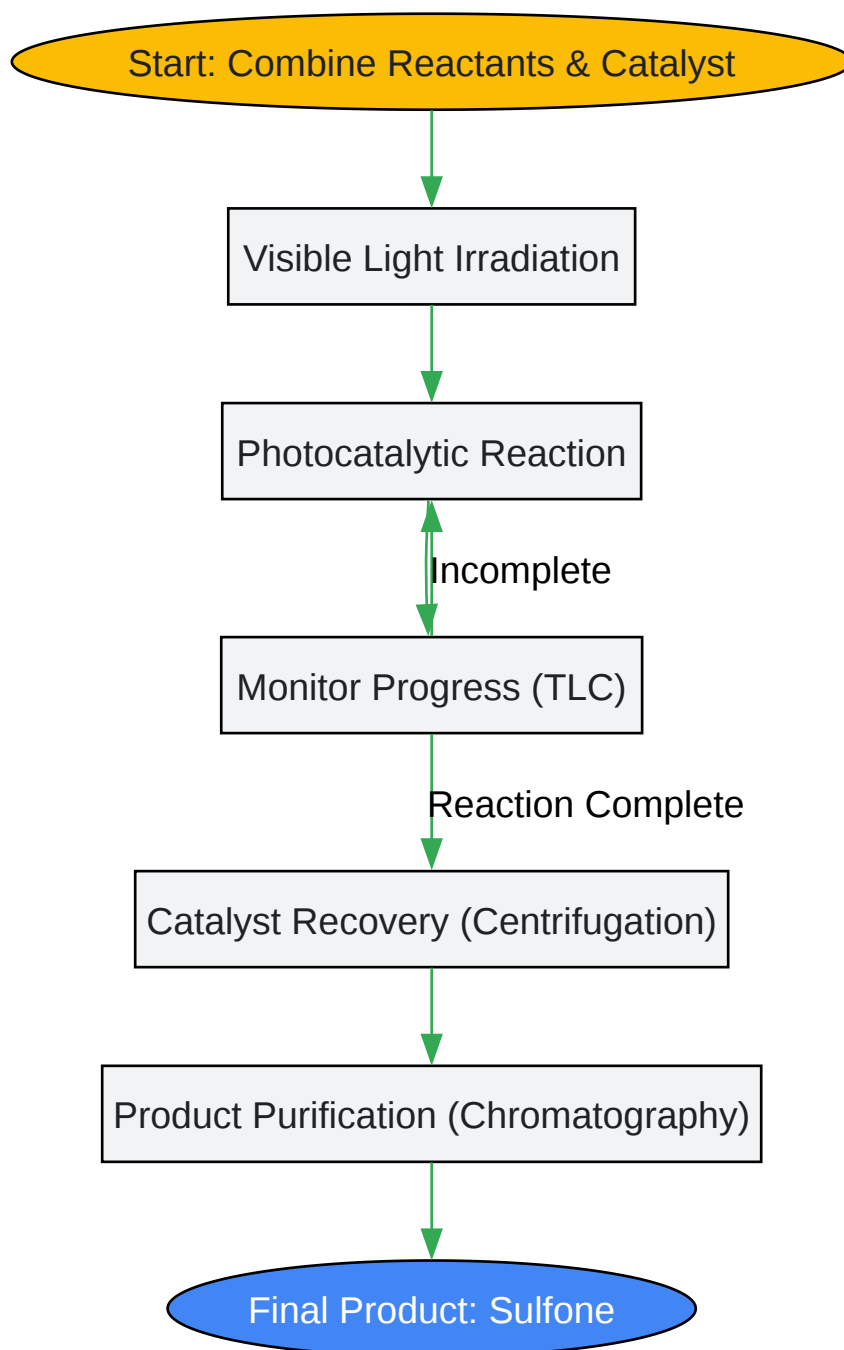 Start: Combine Reactants & Catalyst
Visible Light Irradiation
Photocatalytic Reaction
Incomplete
Monitor Progress (TLC)
Reaction Complete
Catalyst Recovery (Centrifugation)
Product Purification (Chromatography)
Final Product: Sulfone